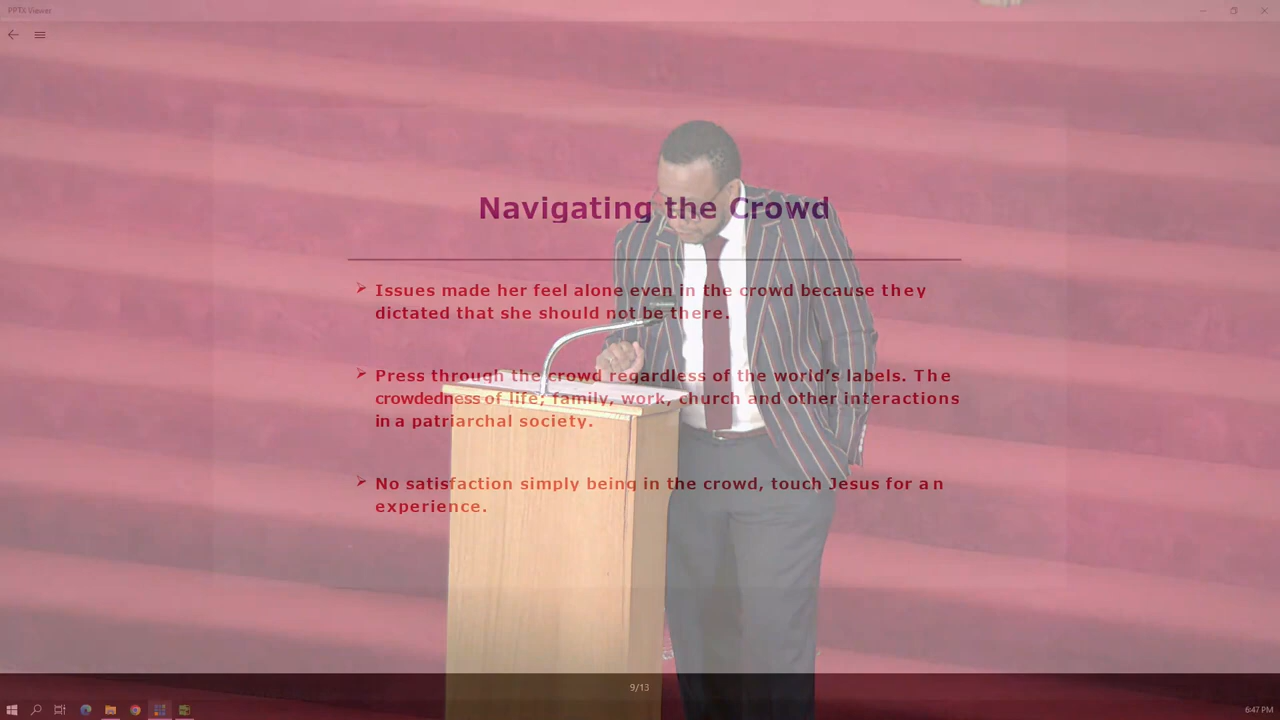 PPTX Viewer
Navigating the Crowd
➢ Issues made her feel alone even in the crowd because they
dictated that she should not be there.
➢ Press through the crowd regardless of the world’s labels. The
crowdedness of life; family, work, church and other interactions
in a patriarchal society.
➢ No satisfaction simply being in the crowd, touch Jesus for an
experience.
9/13
6:47 PM